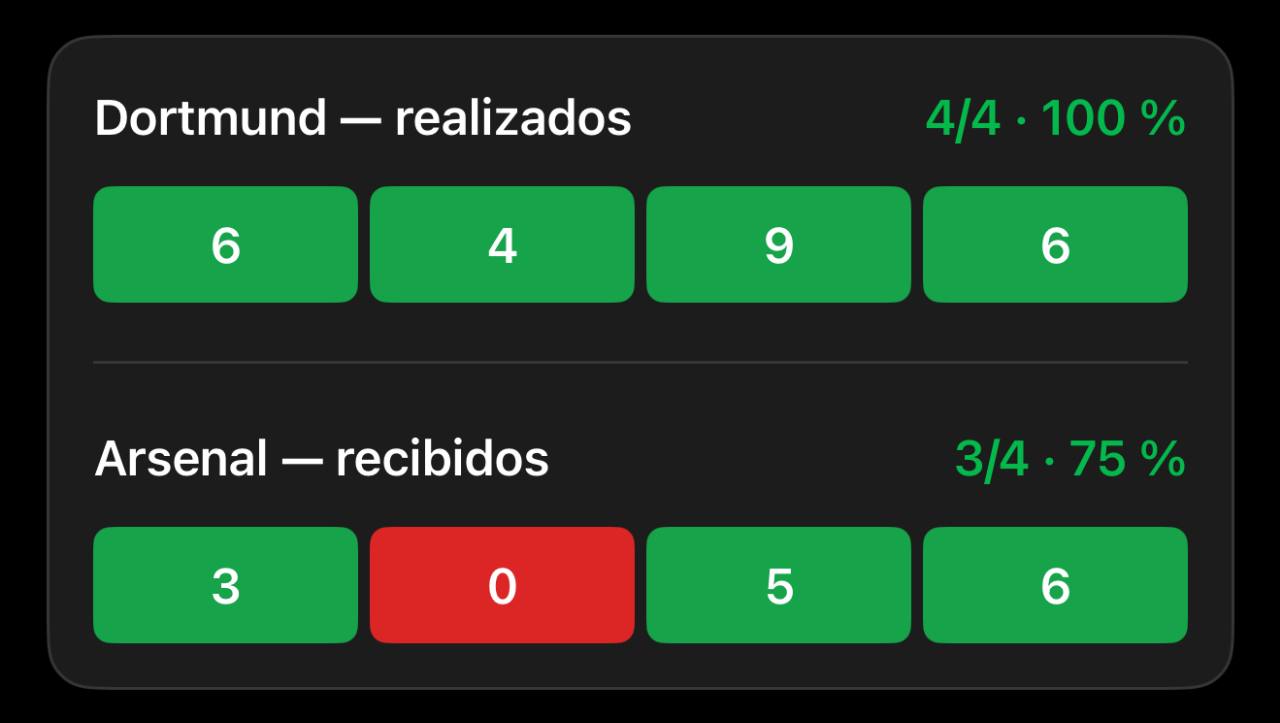 Dortmund — realizados 4/4 · 100 %
6 4 9 6
Arsenal — recibidos 3/4 · 75 %
3 0 5 6